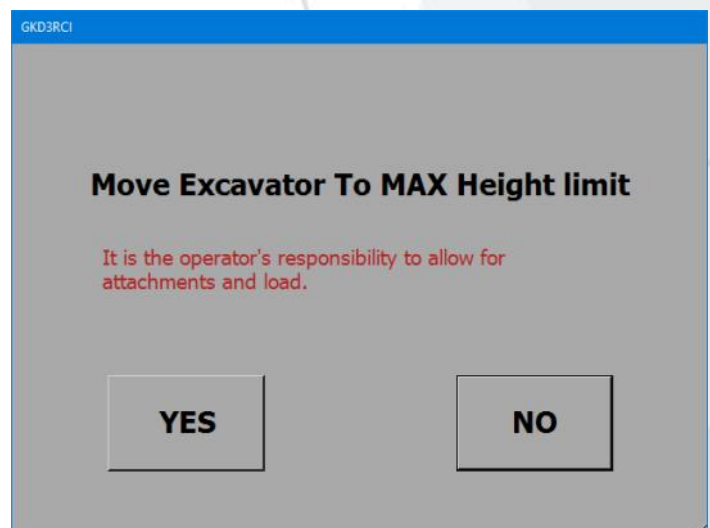 GKD3RCI
Move Excavator To MAX Height limit
It is the operator's responsibility to allow for
attachments and load.
YES
NO